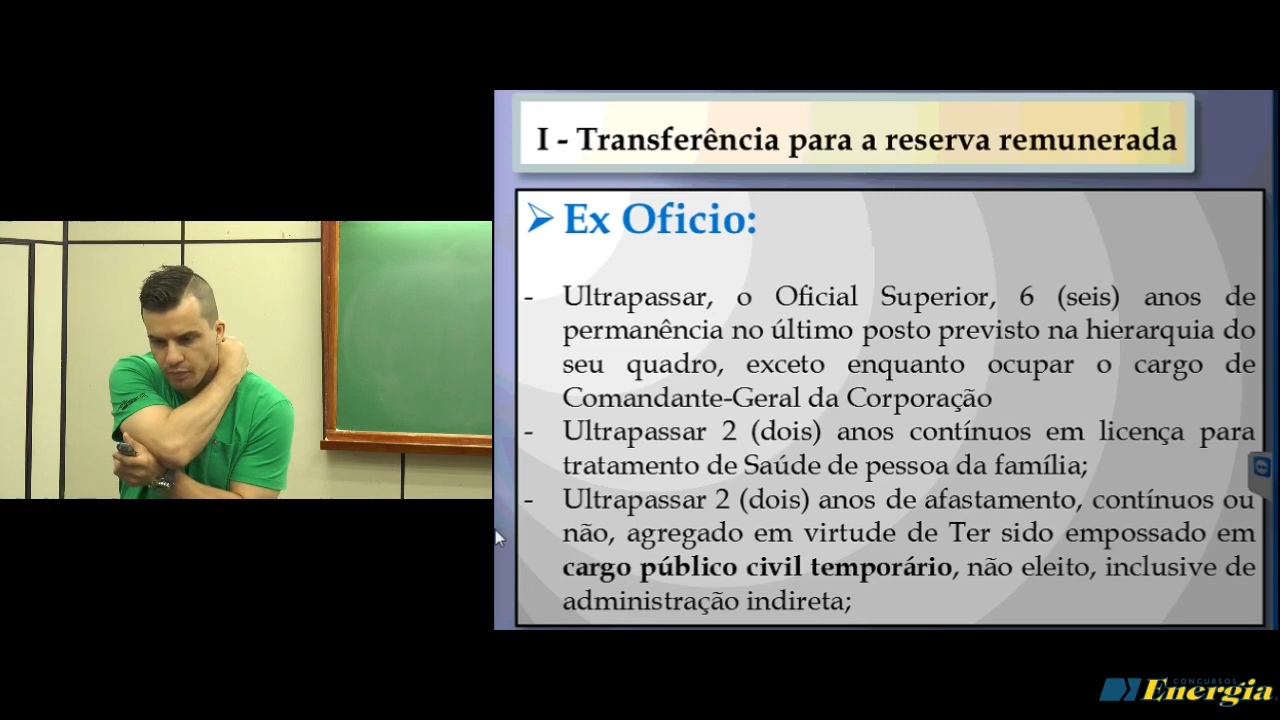 I - Transferência para a reserva remunerada
➢ Ex Oficio:
- Ultrapassar, o Oficial Superior, 6 (seis) anos de
permanência no último posto previsto na hierarquia do
seu quadro, exceto enquanto ocupar o cargo de
Comandante-Geral da Corporação
- Ultrapassar 2 (dois) anos contínuos em licença para
tratamento de Saúde de pessoa da família;
- Ultrapassar 2 (dois) anos de afastamento, contínuos ou
não, agregado em virtude de Ter sido empossado em
cargo público civil temporário, não eleito, inclusive de
administração indireta;
CONCURSOS
Energia